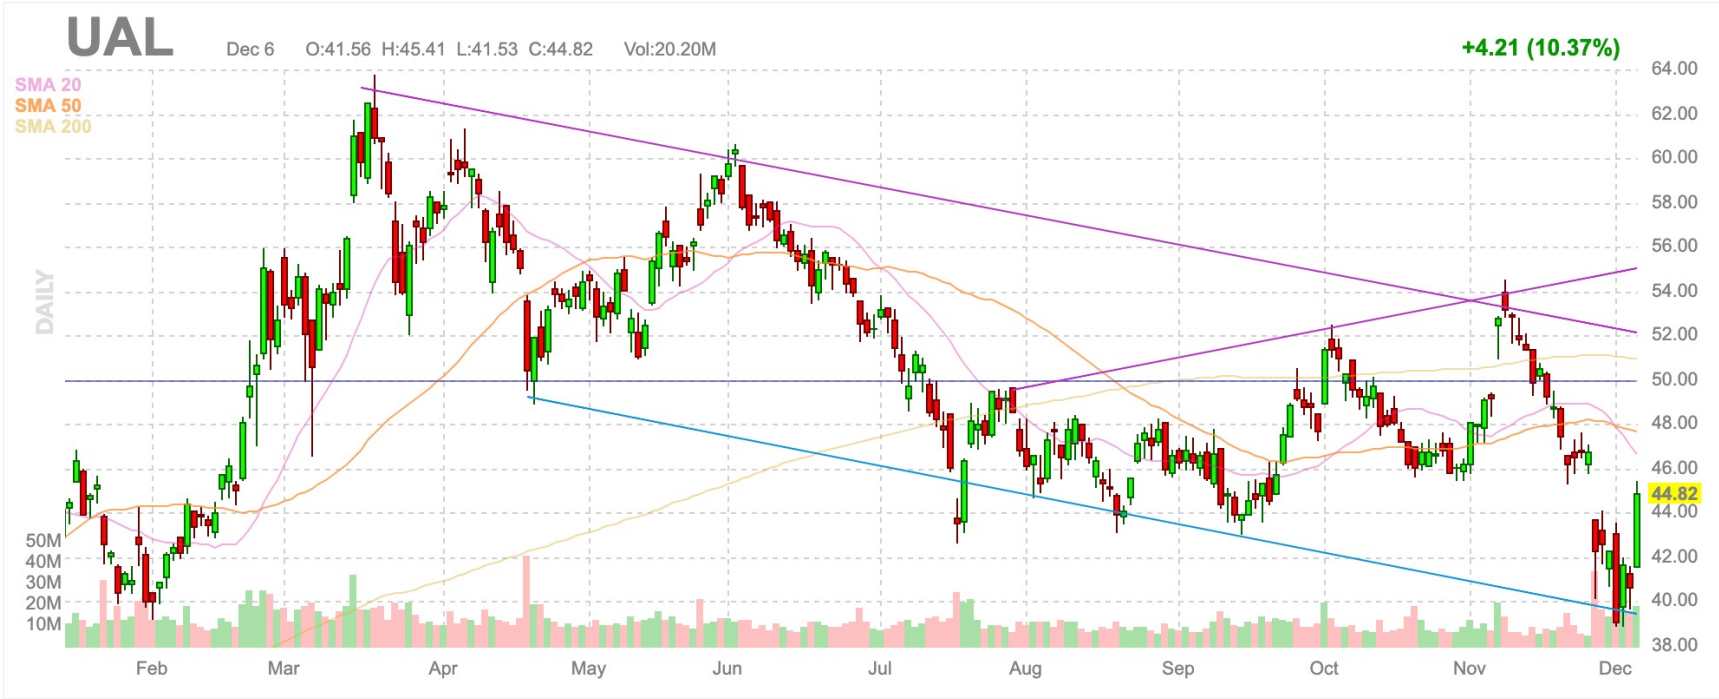 UAL Dec 6 O:41.56 H:45.41 L:41.53 C:44.82 Vol:20.20M +4.21 (10.37%)
SMA 20
SMA 50
SMA 200
DAILY
64.00
62.00
60.00
58.00
56.00
54.00
52.00
50.00
48.00
46.00
44.82
44.00
42.00
40.00
38.00
50M
40M
30M
20M
10M
Feb Mar Apr May Jun Jul Aug Sep Oct Nov Dec